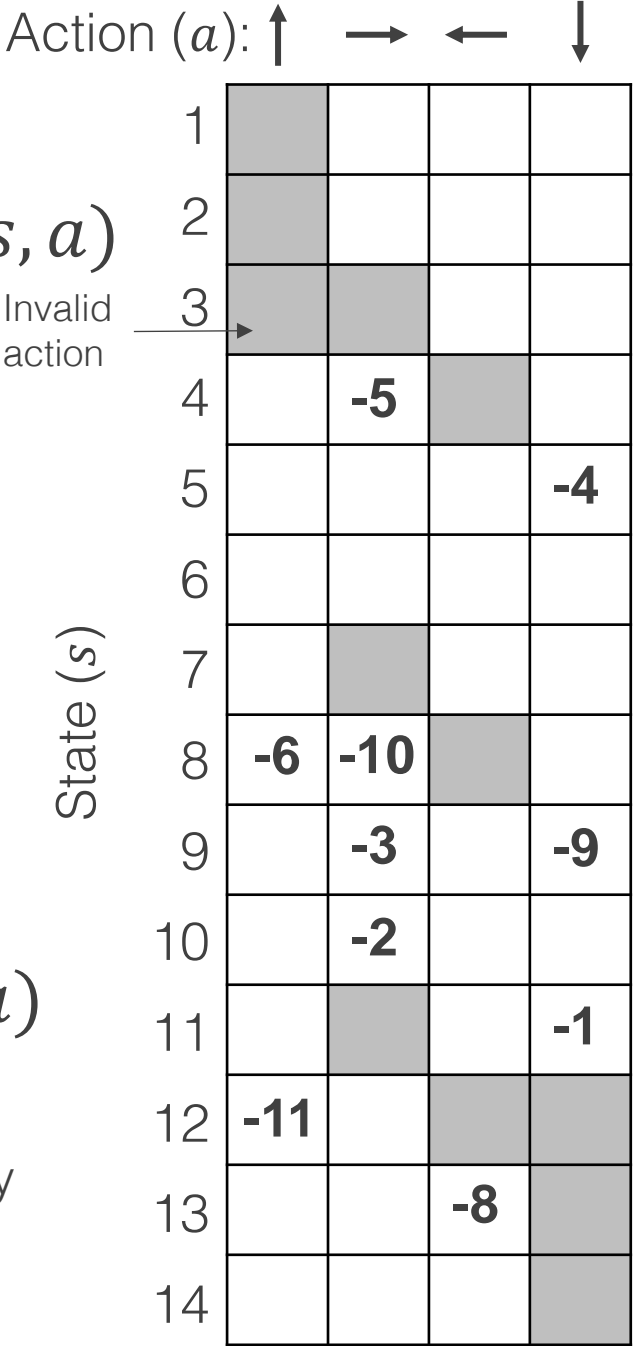 Action (a): ↑ → ← ↓
1
2
s, a)
3
Invalid
action
4 -5
5 -4
6
7
8 -6 -10
9 -3 -9
10 -2
a)
11 -1
12 -11
y
13 -8
14
State (s)